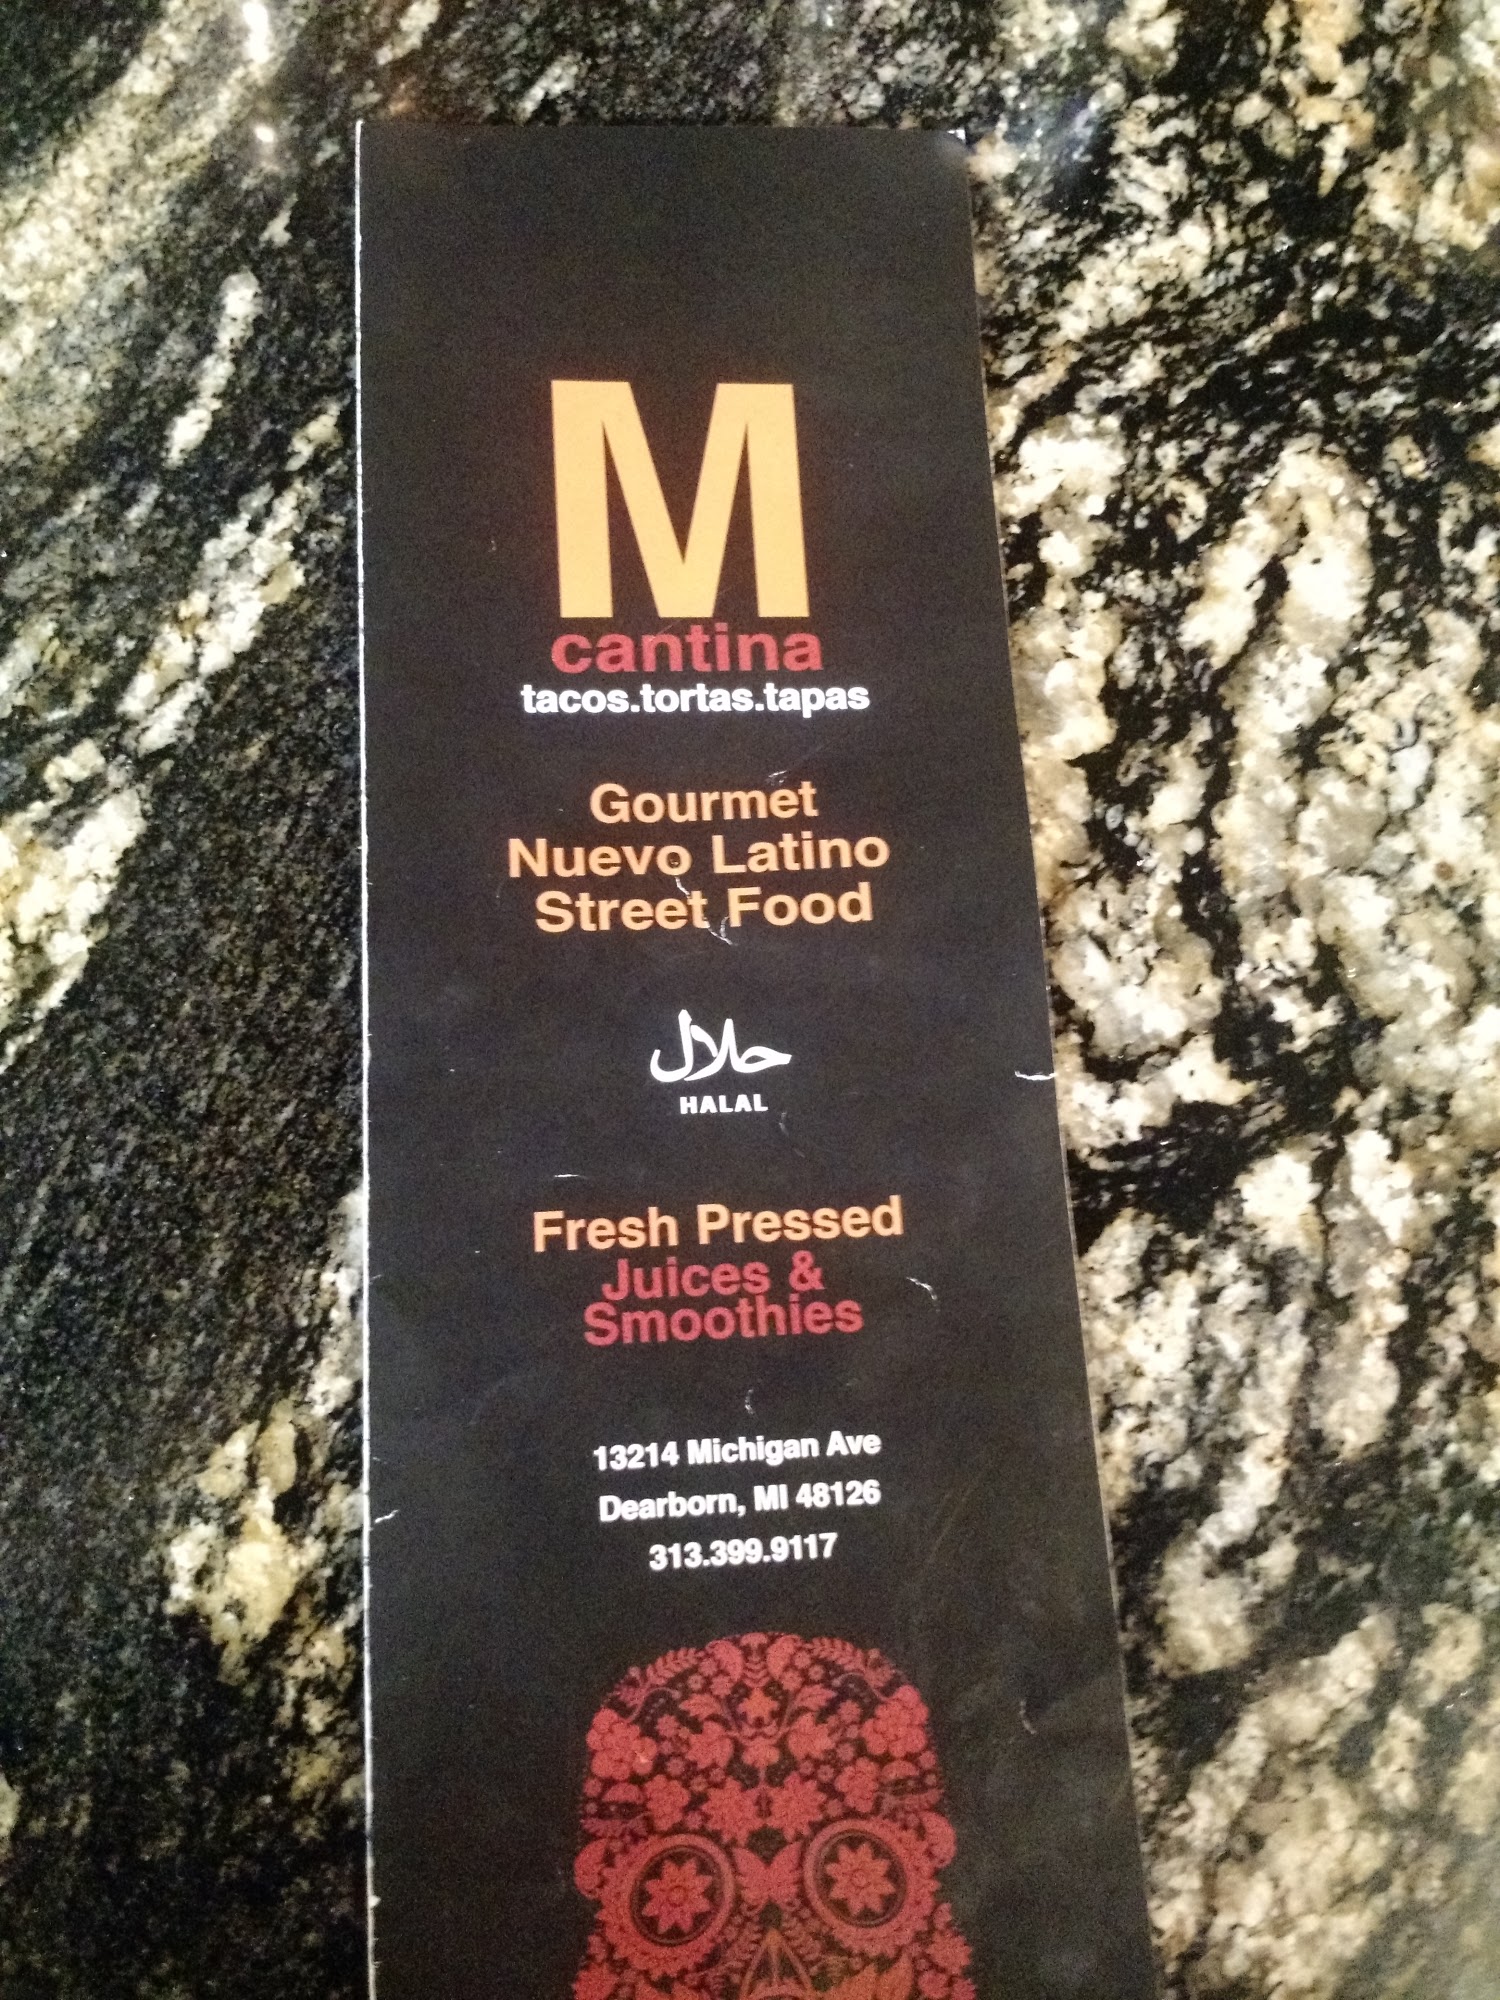 M
cantina
tacos.tortas.tapas
Gourmet
Nuevo Latino
Street Food
حلال
HALAL
Fresh Pressed
Juices &
Smoothies
13214 Michigan Ave
Dearborn, MI 48126
313.399.9117